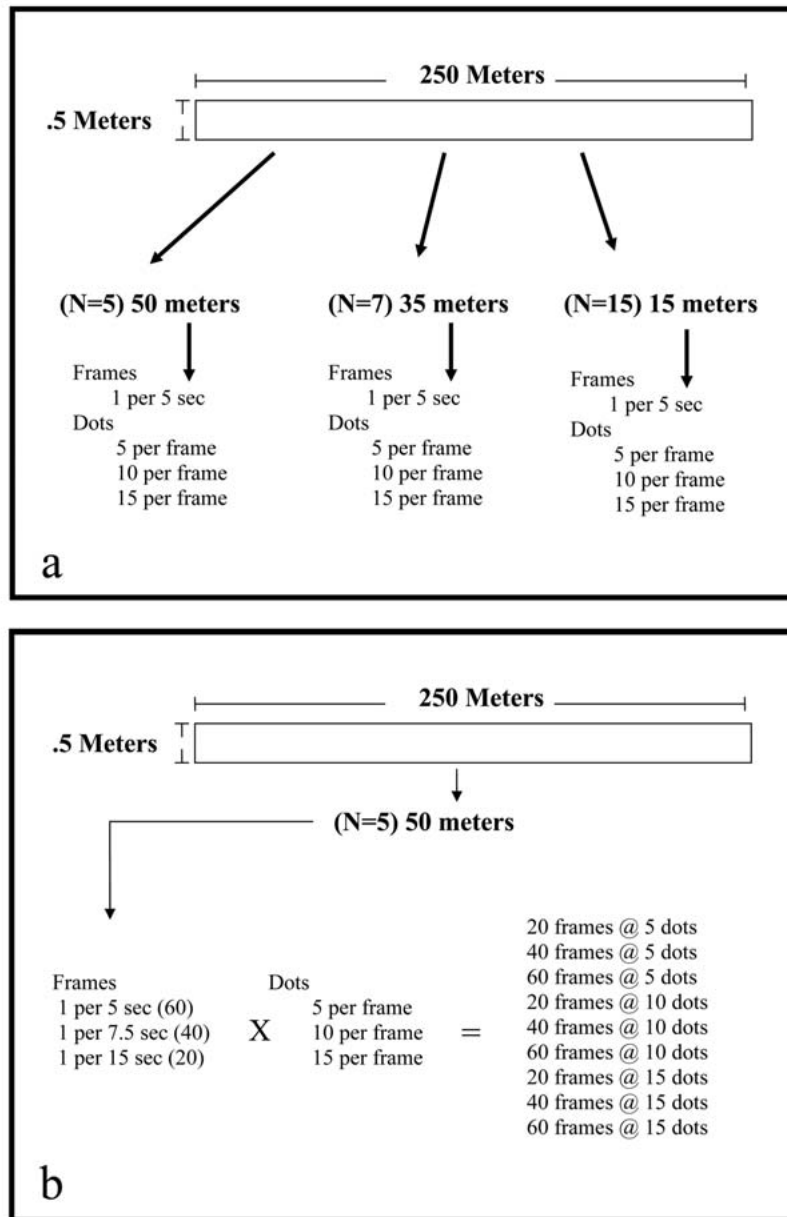 250 Meters
.5 Meters
(N=5) 50 meters
Frames
1 per 5 sec
Dots
5 per frame
10 per frame
15 per frame
(N=7) 35 meters
Frames
1 per 5 sec
Dots
5 per frame
10 per frame
15 per frame
(N=15) 15 meters
Frames
1 per 5 sec
Dots
5 per frame
10 per frame
15 per frame
a
250 Meters
.5 Meters
(N=5) 50 meters
Frames
1 per 5 sec (60)
1 per 7.5 sec (40)
1 per 15 sec (20)
X
Dots
5 per frame
10 per frame
15 per frame
=
20 frames @ 5 dots
40 frames @ 5 dots
60 frames @ 5 dots
20 frames @ 10 dots
40 frames @ 10 dots
60 frames @ 10 dots
20 frames @ 15 dots
40 frames @ 15 dots
60 frames @ 15 dots
b